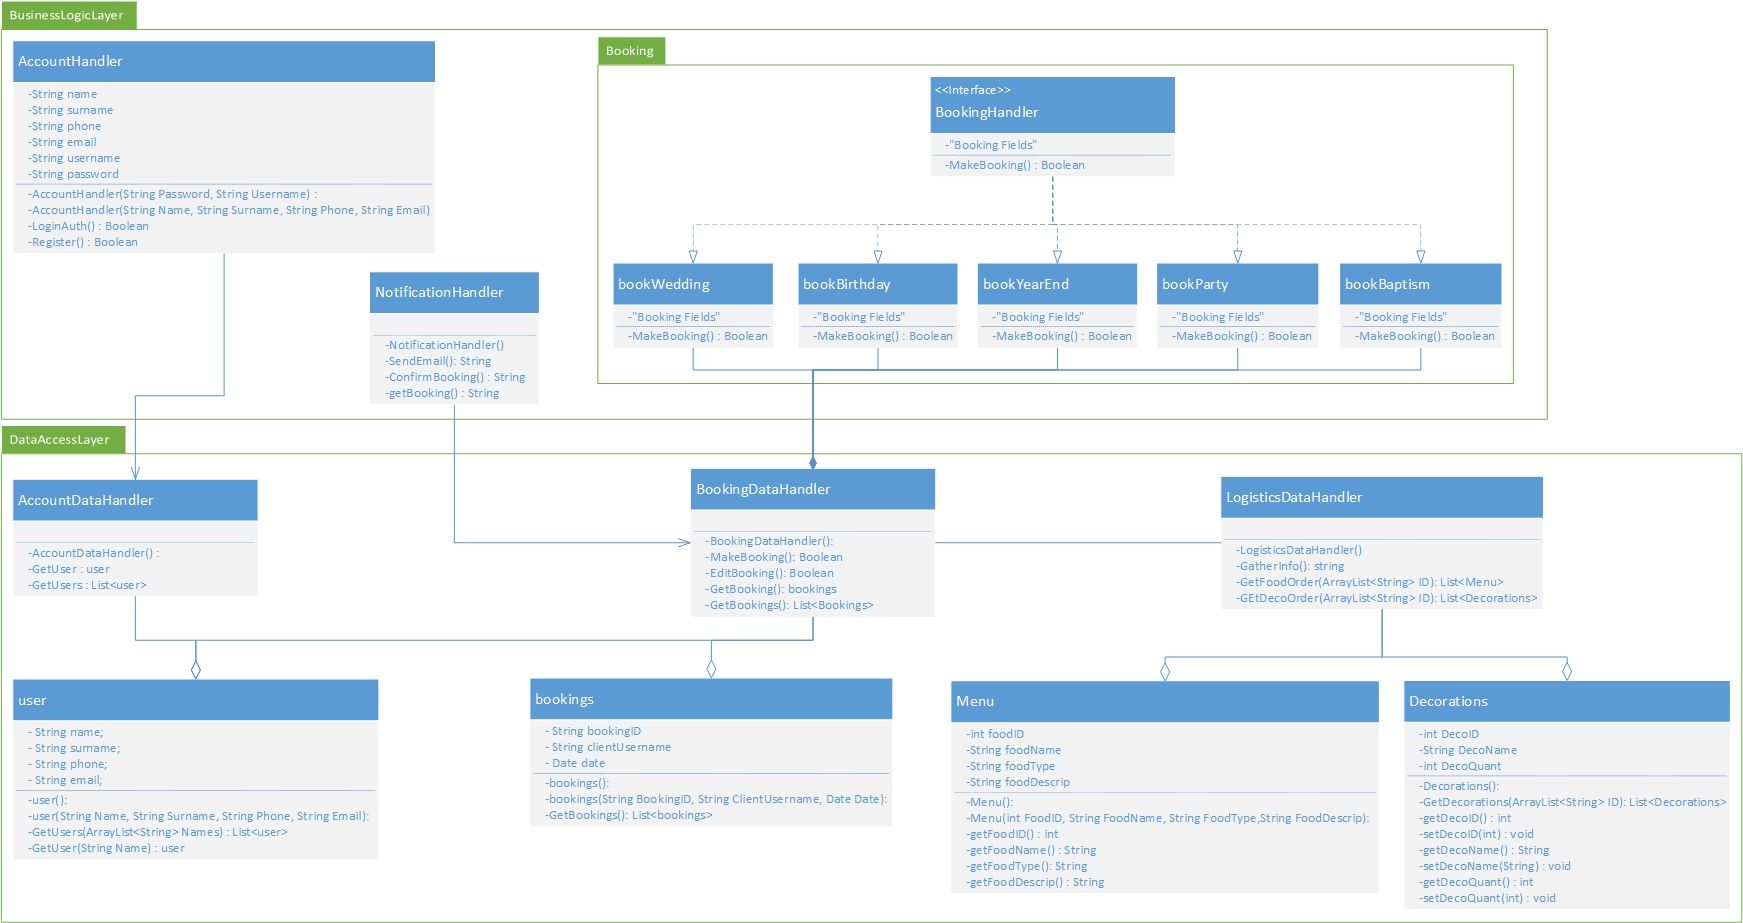 BusinessLogicLayer
AccountHandler
-String name
-String surname
-String phone
-String email
-String username
-String password
-AccountHandler(String Password, String Username) :
-AccountHandler(String Name, String Surname, String Phone, String Email)
-LoginAuth() : Boolean
-Register() : Boolean
NotificationHandler
-NotificationHandler()
-SendEmail(): String
-ConfirmBooking() : String
-getBooking() : String
Booking
<<Interface>>
BookingHandler
-"Booking Fields"
-MakeBooking() : Boolean
bookWedding
-"Booking Fields"
-MakeBooking() : Boolean
bookBirthday
-"Booking Fields"
-MakeBooking() : Boolean
bookYearEnd
-"Booking Fields"
-MakeBooking() : Boolean
bookParty
-"Booking Fields"
-MakeBooking() : Boolean
bookBaptism
-"Booking Fields"
-MakeBooking() : Boolean
DataAccessLayer
AccountDataHandler
-AccountDataHandler() :
-GetUser : user
-GetUsers : List<user>
BookingDataHandler
-BookingDataHandler():
-MakeBooking(): Boolean
-EditBooking(): Boolean
-GetBooking(): bookings
-GetBookings(): List<Bookings>
LogisticsDataHandler
-LogisticsDataHandler()
-GatherInfo(): string
-GetFoodOrder(ArrayList<String> ID): List<Menu>
-GEtDecoOrder(ArrayList<String> ID): List<Decorations>
user
- String name;
- String surname;
- String phone;
- String email;
-user():
-user(String Name, String Surname, String Phone, String Email):
-GetUsers(ArrayList<String> Names) : List<user>
-GetUser(String Name) : user
bookings
- String bookingID
- String clientUsername
- Date date
-bookings():
-bookings(String BookingID, String ClientUsername, Date Date):
-GetBookings(): List<bookings>
Menu
-int foodID
-String foodName
-String foodType
-String foodDescrip
-Menu():
-Menu(int FoodID, String FoodName, String FoodType,String FoodDescrip):
-getFoodID() : int
-getFoodName() : String
-getFoodType(): String
-getFoodDescrip() : String
Decorations
-int DecoID
-String DecoName
-int DecoQuant
-Decorations():
-GetDecorations(ArrayList<String> ID): List<Decorations>
-getDecoID() : int
-setDecoID(int) : void
-getDecoName() : String
-setDecoName(String) : void
-getDecoQuant() : int
-setDecoQuant(int) : void